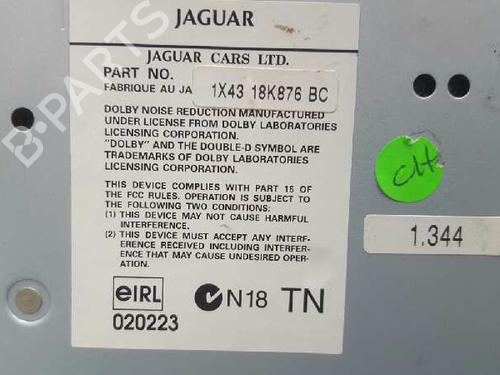 JAGUAR
JAGUAR CARS LTD.
PART NO.
FABRIQUE AU JA
1X43 18K876 BC
DOLBY NOISE REDUCTION MANUFACTURED
UNDER LICENSE FROM DOLBY LABORATORIES
LICENSING CORPORATION.
"DOLBY" AND THE DOUBLE-D SYMBOL ARE
TRADEMARKS OF DOLBY LABORATORIES
LICENSING CORPORATION.
THIS DEVICE COMPLIES WITH PART 15 OF
THE FCC RULES. OPERATION IS SUBJECT TO
THE FOLLOWING TWO CONDITIONS:
(1) THIS DEVICE MAY NOT CAUSE HARMFUL
INTERFERENCE.
(2) THIS DEVICE MUST ACCEPT ANY INTERF-
ERENCE RECEIVED INCLUDING INTERFER-
ENCE THAT MAY CAUSE UNDESIRED OPER-
ATION.
eIRL
020223
N18 TN
1.344